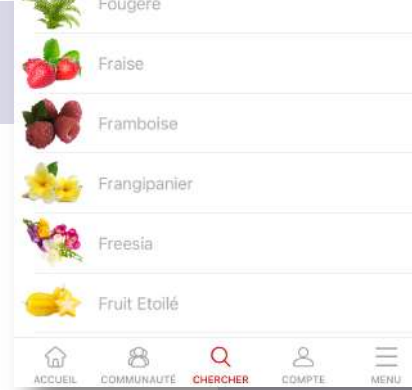 Fougère
Fraise
Framboise
Frangipanier
Freesia
Fruit Etoilé
ACCUEIL COMMUNAUTÉ CHERCHER COMPTE MENU